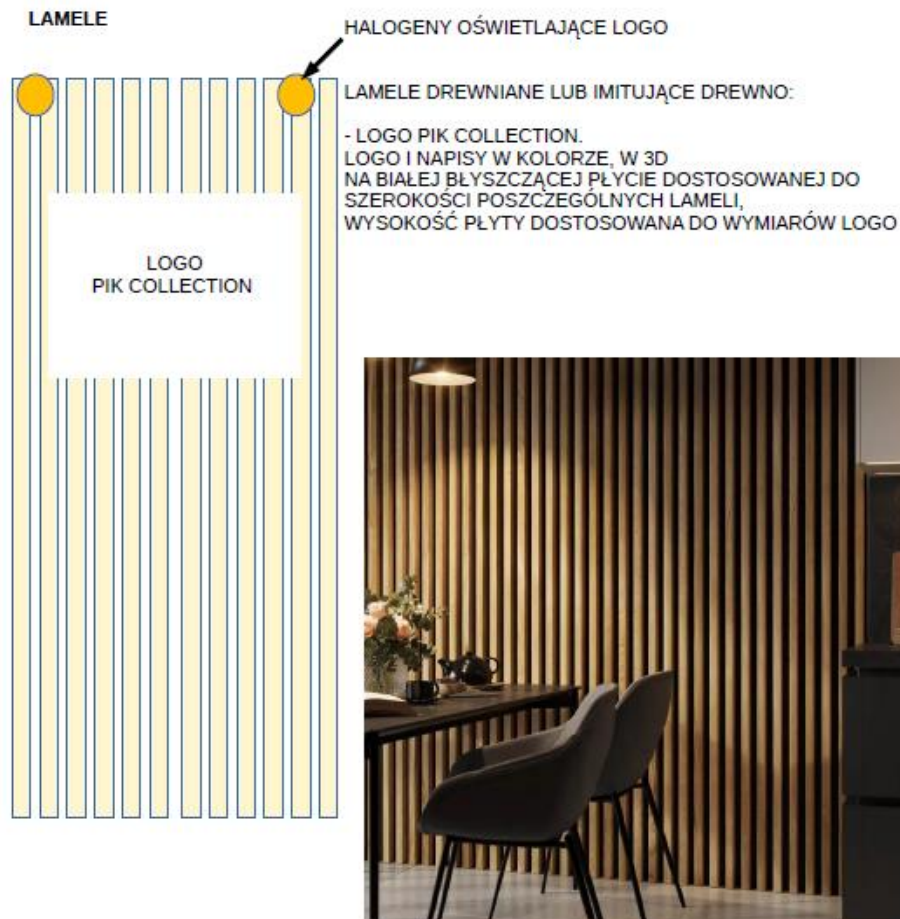 LAMELE
HALOGENY OŚWIETLAJĄCE LOGO
LAMELE DREWNIANE LUB IMITUJĄCE DREWNO:
- LOGO PIK COLLECTION.
LOGO I NAPISY W KOLORZE, W 3D
NA BIAŁEJ BŁYSZCZĄCEJ PŁYCIE DOSTOSOWANEJ DO
SZEROKOŚCI POSZCZEGÓLNYCH LAMELI,
WYSOKOŚĆ PŁYTY DOSTOSOWANA DO WYMIARÓW LOGO
LOGO
PIK COLLECTION